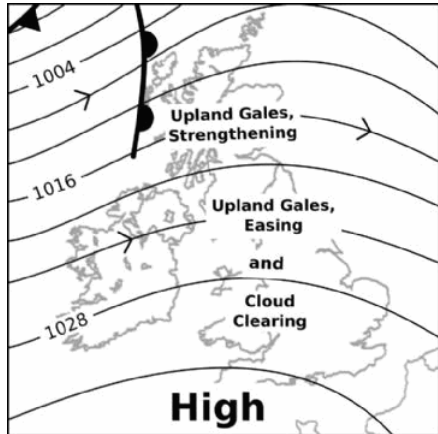 1004
Upland Gales,
Strengthening
1016
Upland Gales,
Easing
and
Cloud
Clearing
1028
High